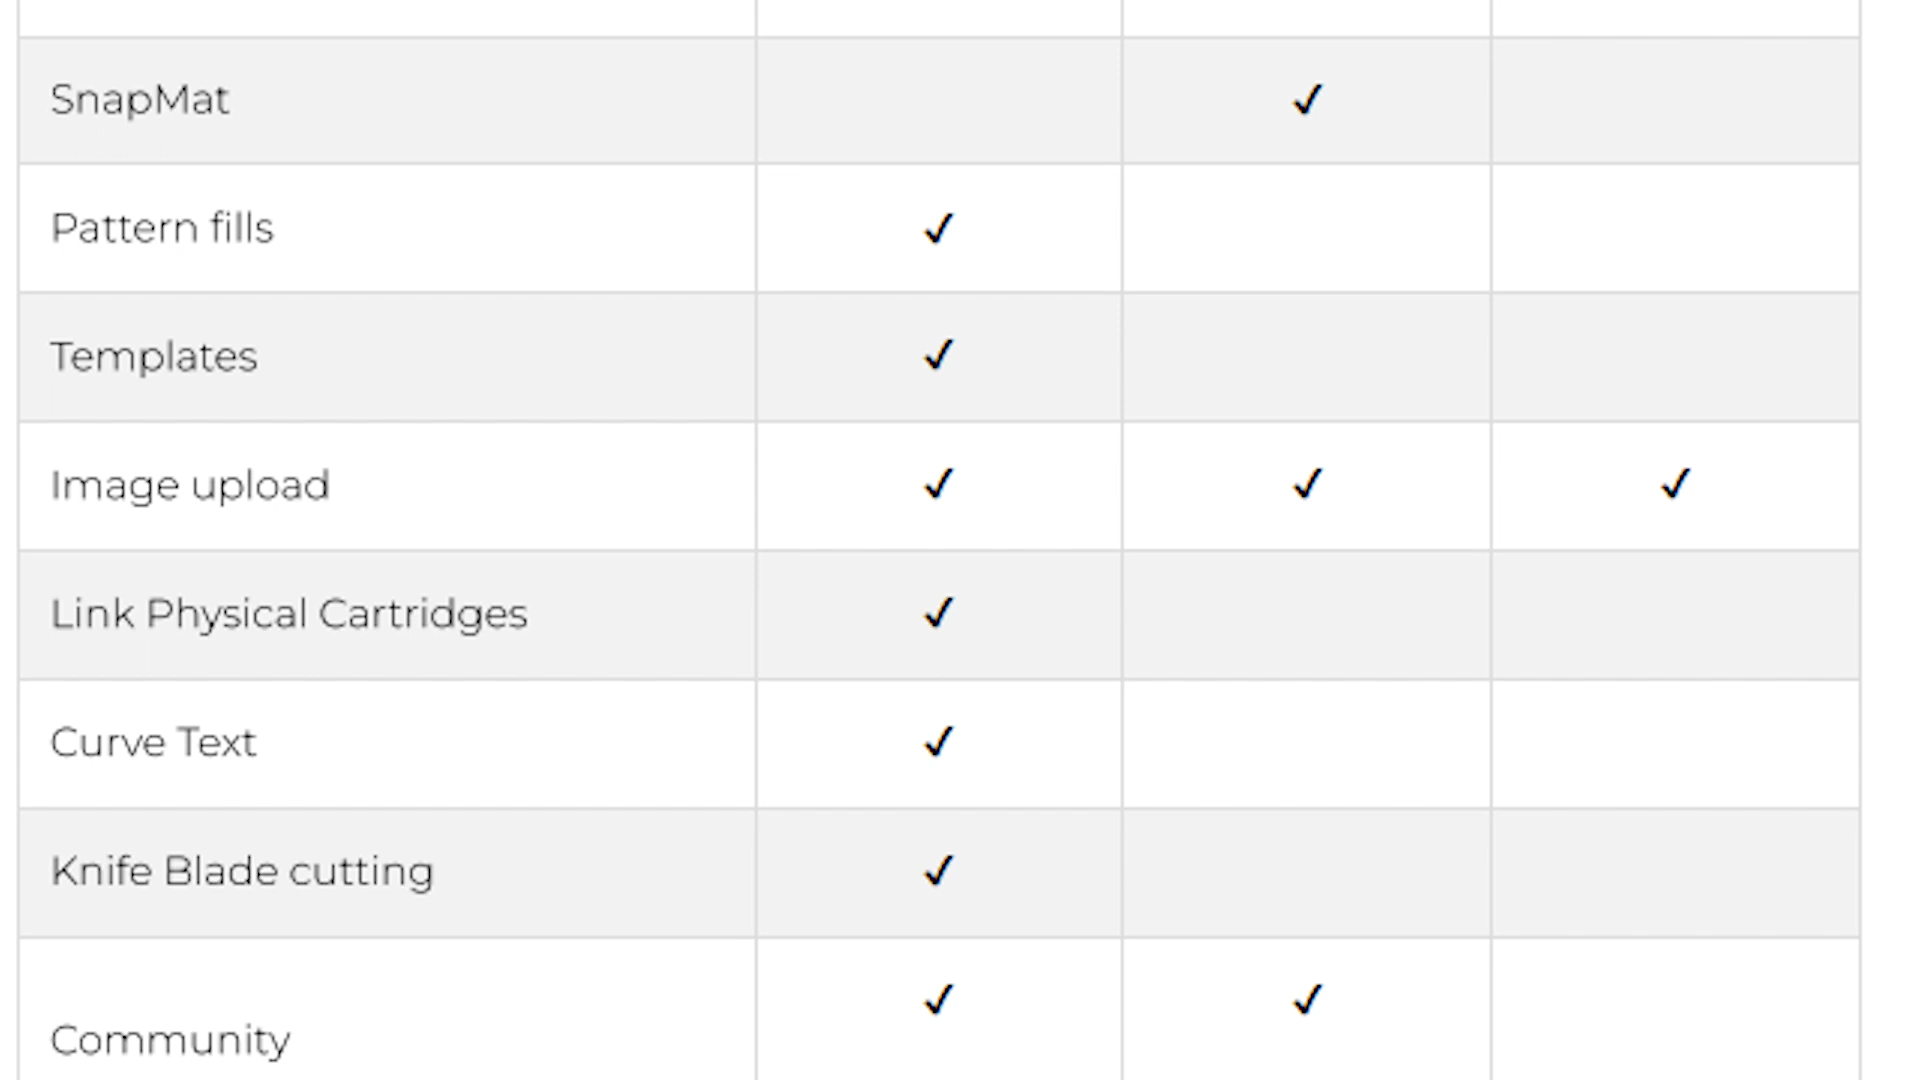 SnapMat ✓
Pattern fills ✓
Templates ✓
Image upload ✓ ✓ ✓
Link Physical Cartridges ✓
Curve Text ✓
Knife Blade cutting ✓
Community ✓ ✓